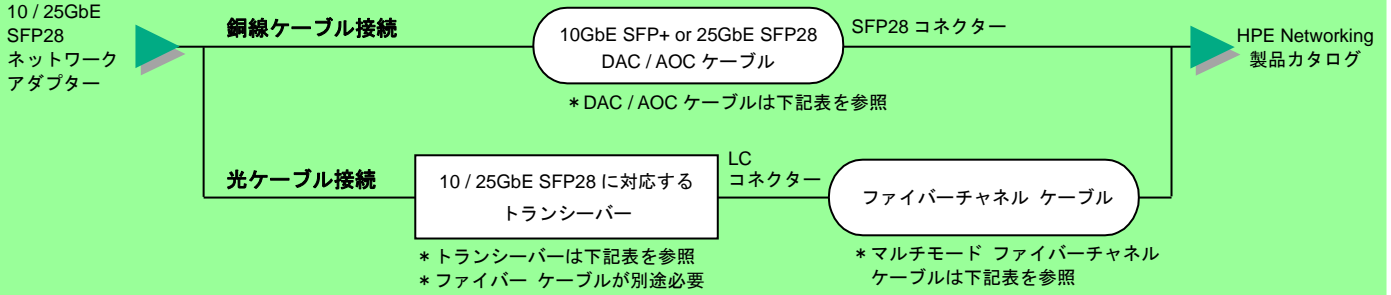 10 / 25GbE
SFP28
ネットワーク
アダプター
銅線ケーブル接続
10GbE SFP+ or 25GbE SFP28
DAC / AOC ケーブル
SFP28 コネクター
HPE Networking
製品カタログ
* DAC / AOC ケーブルは下記表を参照
光ケーブル接続
10 / 25GbE SFP28 に対応する
トランシーバー
LC
コネクター
ファイバーチャネル ケーブル
* トランシーバーは下記表を参照
* ファイバー ケーブルが別途必要
* マルチモード ファイバーチャネル
ケーブルは下記表を参照